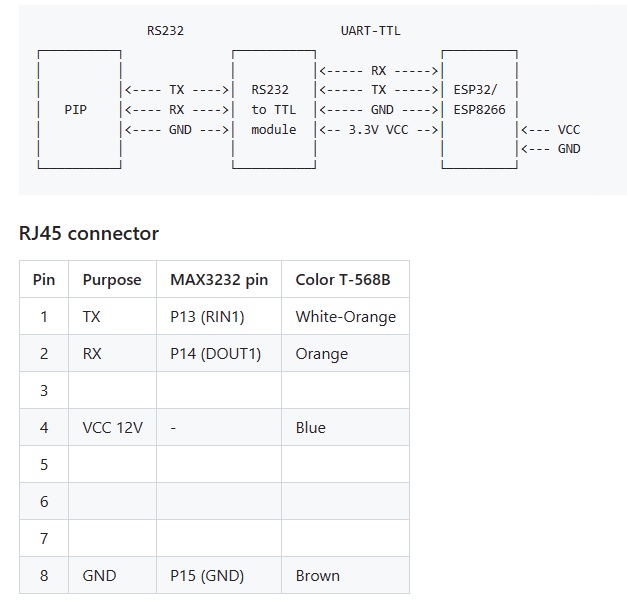 RS232 UART-TTL
|<----- RX ----->|
|<---- TX ---->| RS232 |<----- TX ----->| ESP32/
PIP |<---- RX ---->| to TTL |<----- GND ---->| ESP8266
|<---- GND --->| module |<-- 3.3V VCC -->| |<--- VCC
|<--- GND
RJ45 connector
Pin Purpose MAX3232 pin Color T-568B
1 TX P13 (RIN1) White-Orange
2 RX P14 (DOUT1) Orange
3
4 VCC 12V - Blue
5
6
7
8 GND P15 (GND) Brown